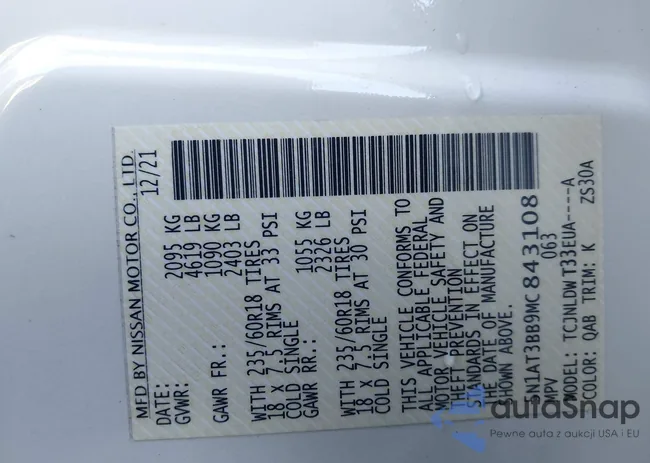 MFD BY NISSAN MOTOR CO., LTD.
DATE: 12/21
GVWR: 2095 KG
4619 LB
GAWR FR.: 1090 KG
2403 LB
WITH 235/60R18 TIRES
18 X 7.5 RIMS AT 33 PSI
COLD SINGLE
GAWR RR.: 1055 KG
2326 LB
WITH 235/60R18 TIRES
18 X 7.5 RIMS AT 30 PSI
COLD SINGLE
THIS VEHICLE CONFORMS TO
ALL APPLICABLE FEDERAL
MOTOR VEHICLE SAFETY AND
THEFT PREVENTION
STANDARDS IN EFFECT ON
THE DATE OF MANUFACTURE
SHOWN ABOVE.
5N1AT3BB9MC843108
MPV 063
MODEL: TCJNLDWT33EUA----A
COLOR: QAB TRIM: K ZS30A
autoSnap
Pewne auta z aukcji USA i EU